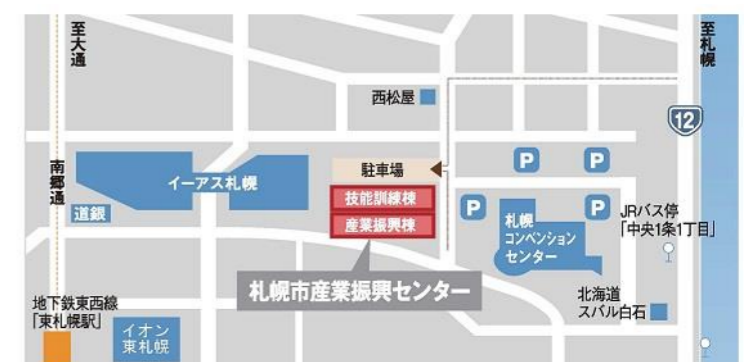 至大通
至札幌
西松屋
12
南郷通
イーアス札幌
道銀
駐車場
技能訓練棟
産業振興棟
P
P
P
P
札幌
コンベンション
センター
JRバス停
「中央1条1丁目」
札幌市産業振興センター
北海道
スバル白石
地下鉄東西線
「東札幌駅」
イオン
東札幌